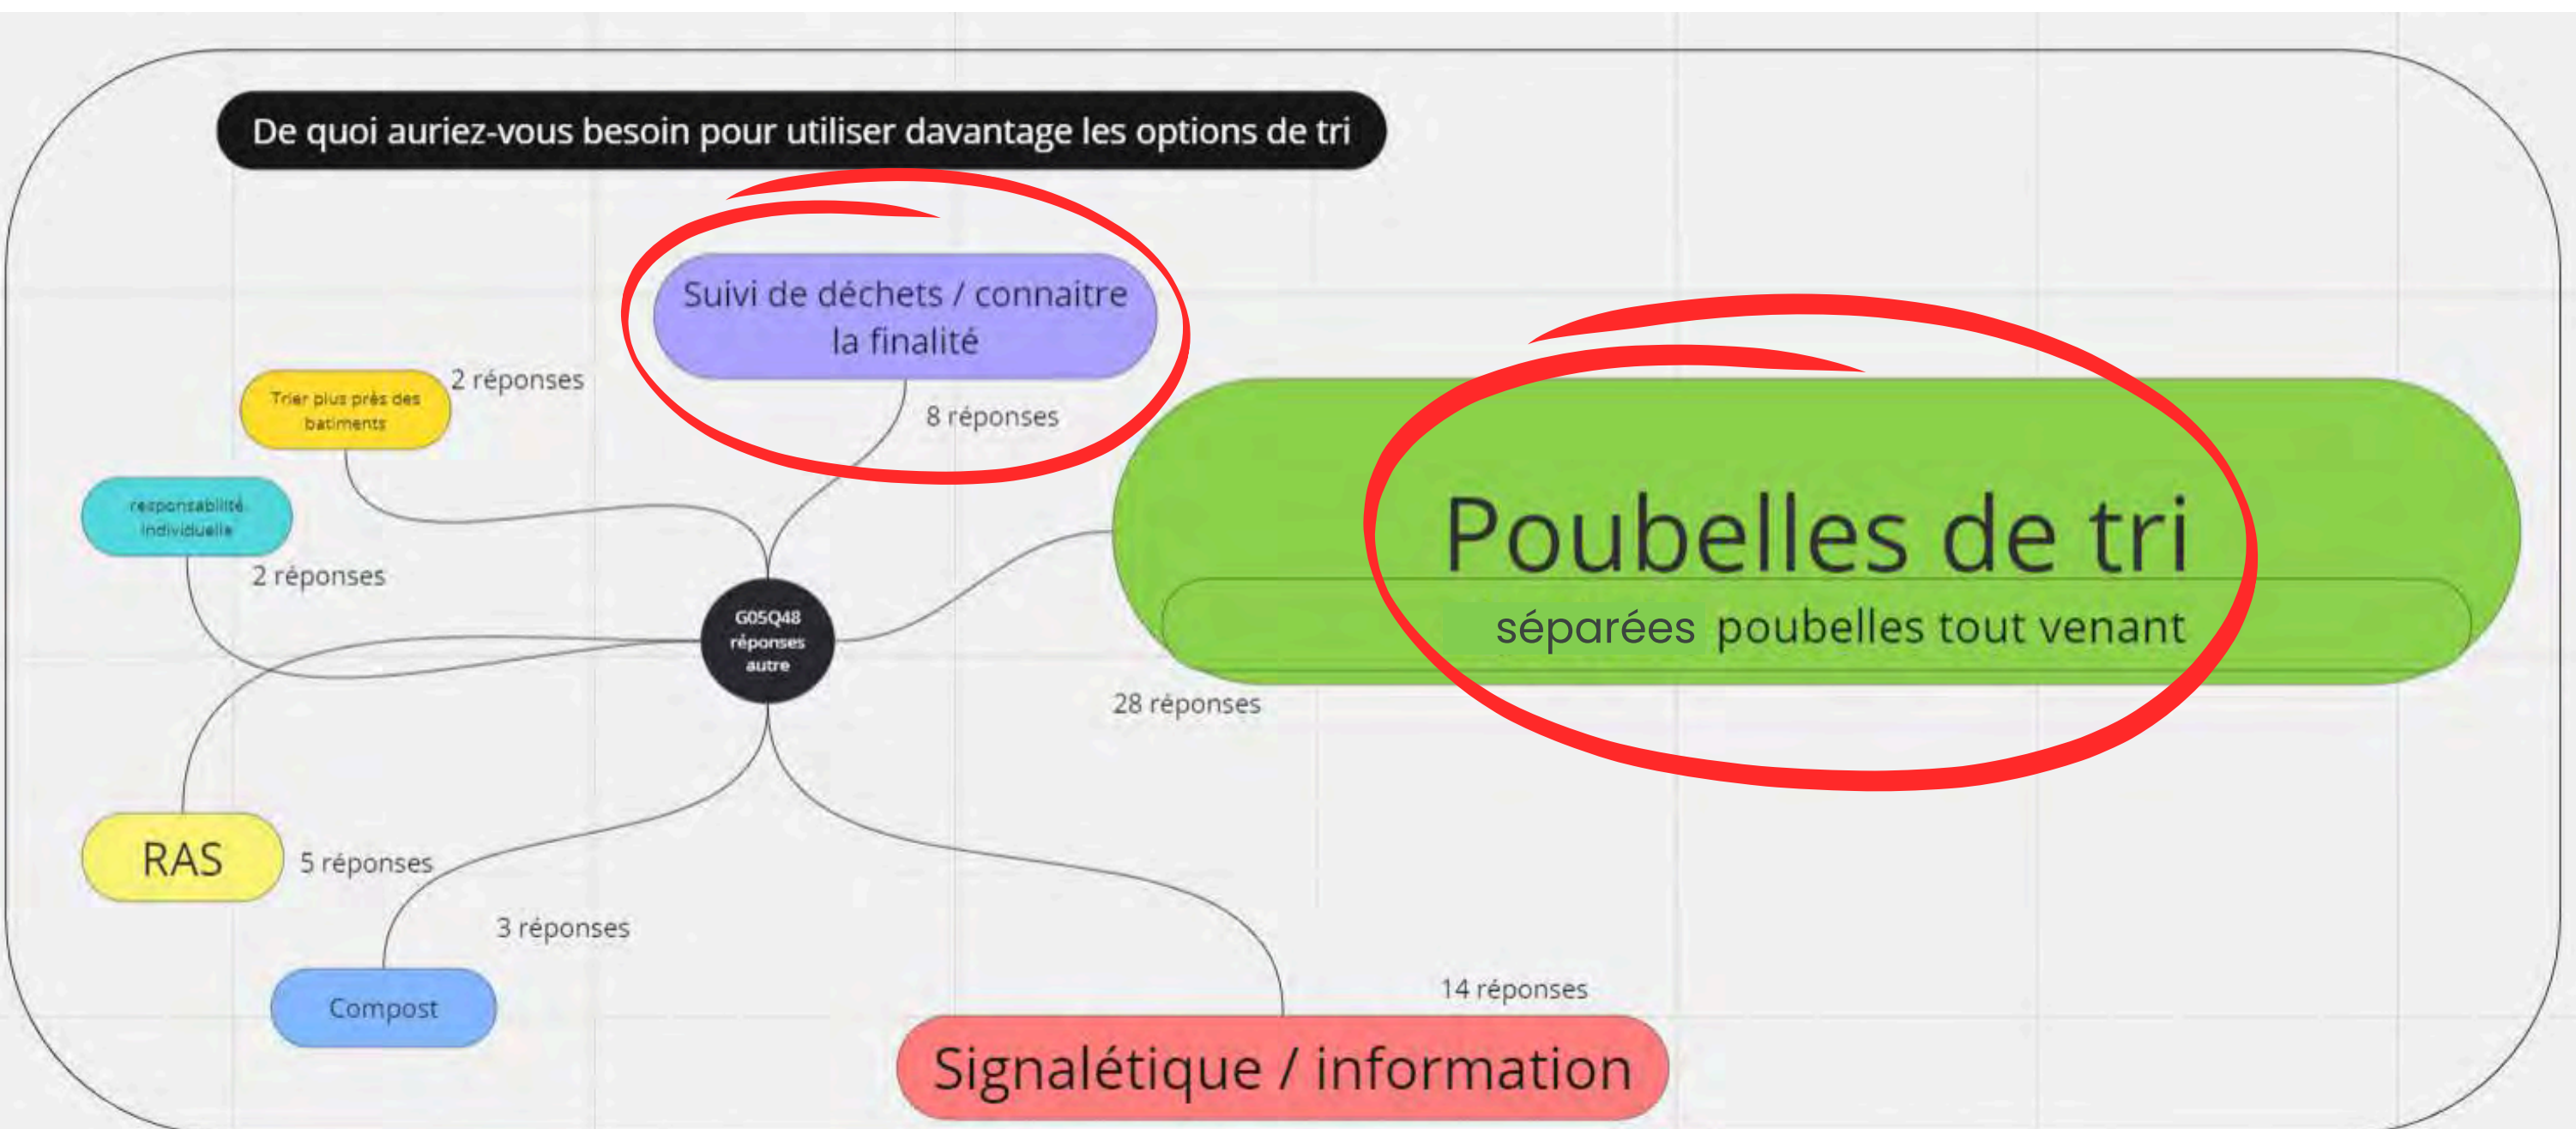 De quoi auriez-vous besoin pour utiliser davantage les options de tri
Suivi de déchets / connaitre
la finalité
8 réponses
Trier plus près des
batiments
2 réponses
responsabilité
individuelle
2 réponses
G05Q48
réponses
autre
Poubelles de tri
séparées poubelles tout venant
28 réponses
RAS
5 réponses
3 réponses
Compost
14 réponses
Signalétique / information